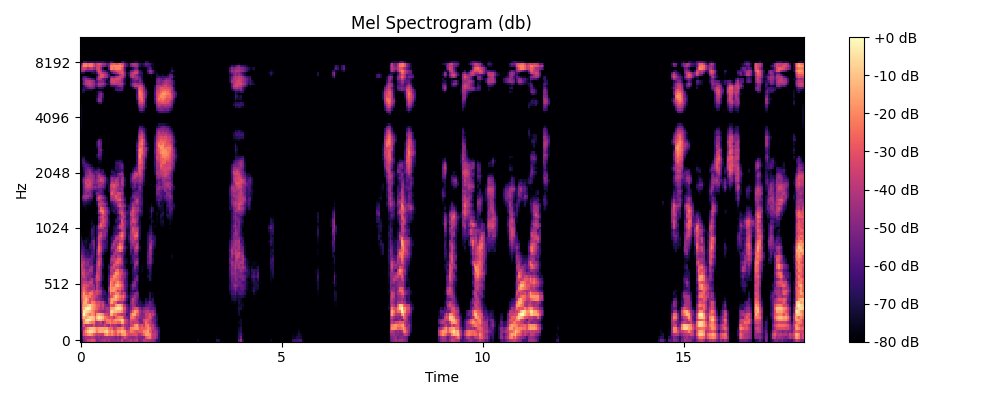 Mel Spectrogram (db)
8192
4096
2048
1024
512
0
Hz
0 5 10 15
Time
+0 dB
-10 dB
-20 dB
-30 dB
-40 dB
-50 dB
-60 dB
-70 dB
-80 dB